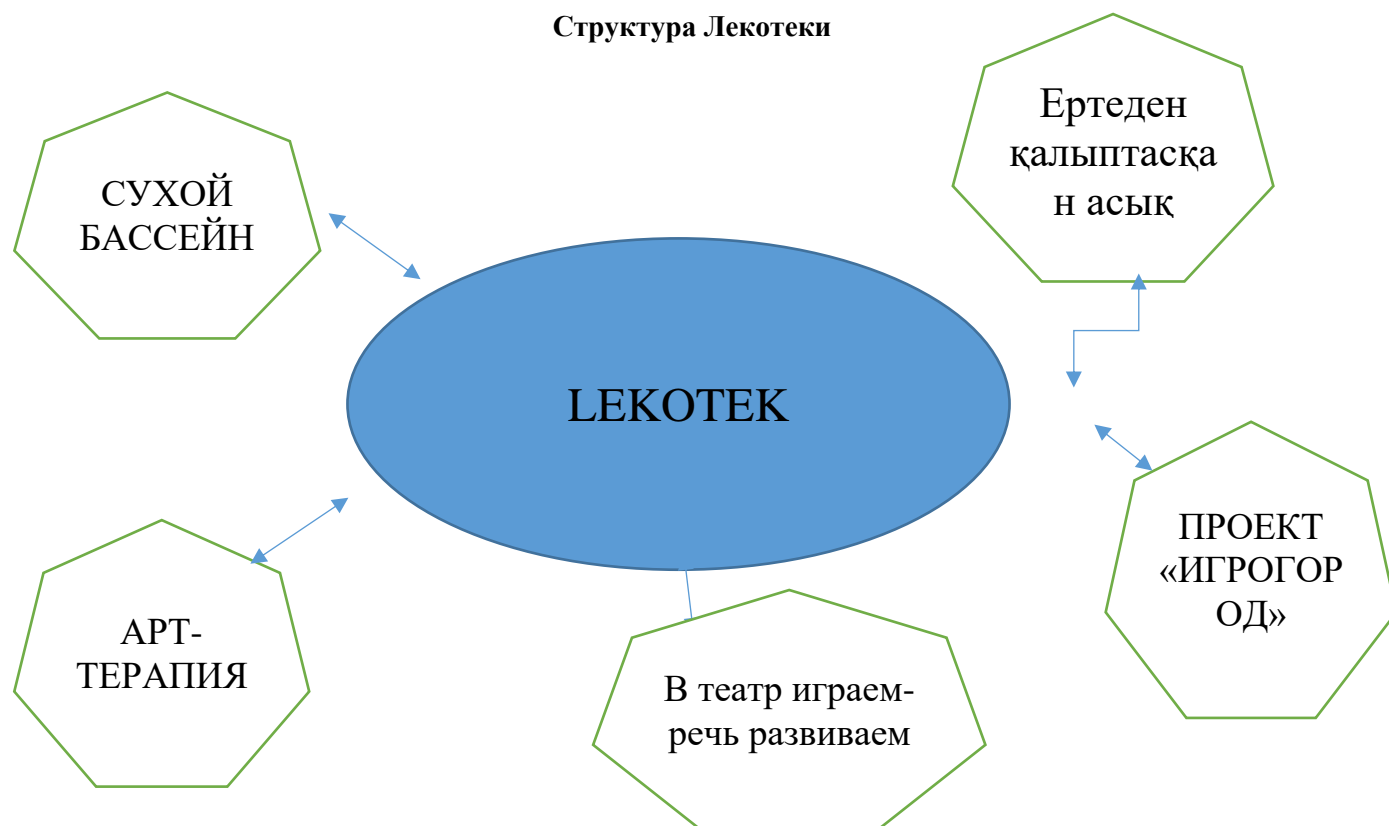 Структура Лекотеки
СУХОЙ
БАССЕЙН
Ертеден
қалыптасқа
н асық
LEKOTEK
ПРОЕКТ
«ИГРОГОР
ОД»
АРТ-
ТЕРАПИЯ
В театр играем-
речь развиваем